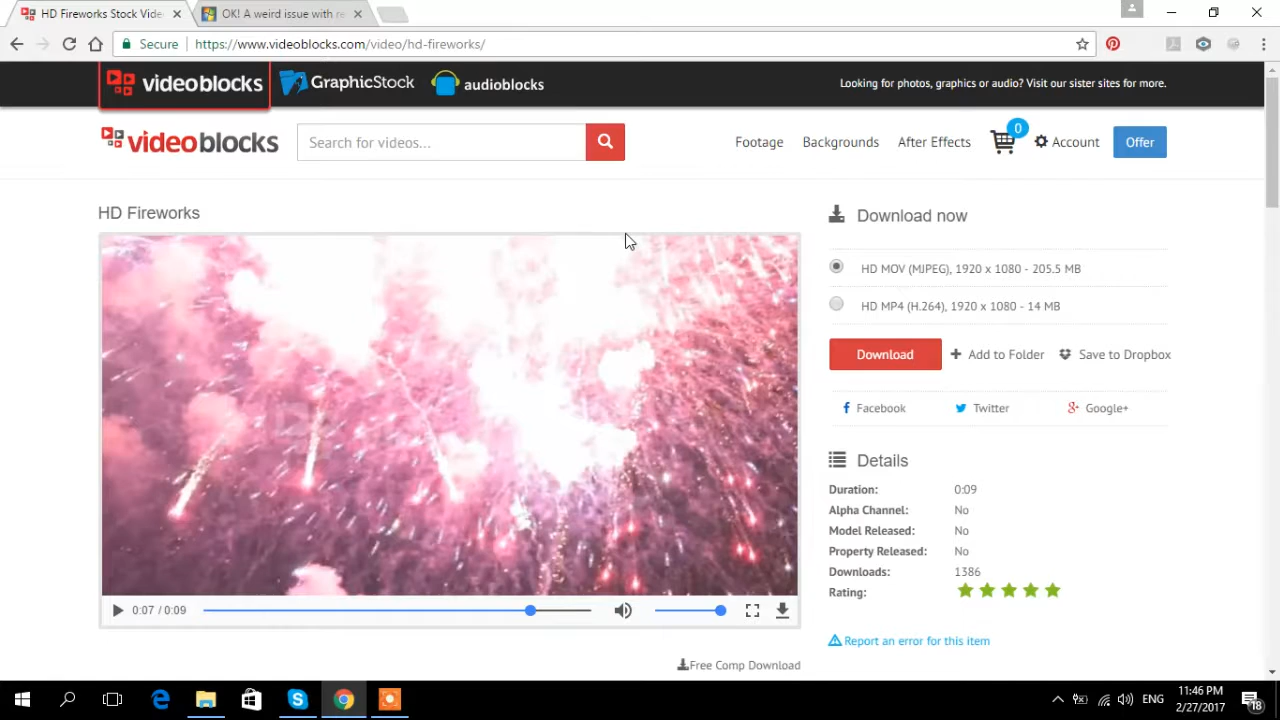 HD Fireworks Stock Vide
OK! A weird issue with re
Secure
https://www.videoblocks.com/video/hd-fireworks/
videoblocks
GraphicStock
audioblocks
Looking for photos, graphics or audio? Visit our sister sites for more.
videoblocks
Search for videos...
Footage
Backgrounds
After Effects
0
Account
Offer
HD Fireworks
Download now
HD MOV (MJPEG), 1920 x 1080 - 205.5 MB
HD MP4 (H.264), 1920 x 1080 - 14 MB
Download
Add to Folder
Save to Dropbox
Facebook
Twitter
Google+
Details
Duration: 0:09
Alpha Channel: No
Model Released: No
Property Released: No
Downloads: 1386
Rating:
0:07 / 0:09
Report an error for this item
Free Comp Download
ENG
11:46 PM
2/27/2017
18